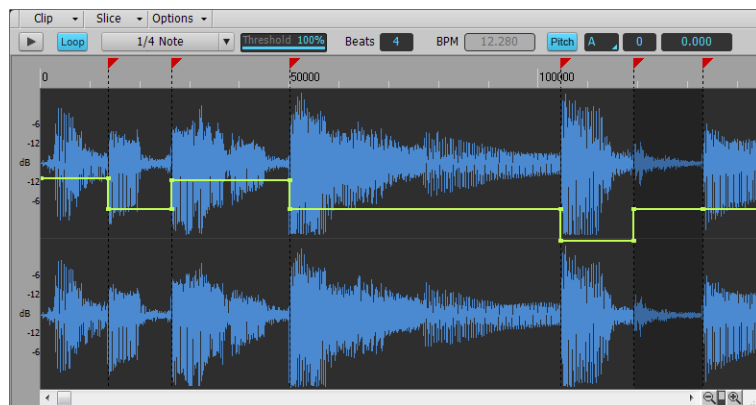 Clip Slice Options
Loop 1/4 Note Threshold 100% Beats 4 BPM 12.280 Pitch A 0 0.000
0 50000 100000
-6
-12
dB
-12
-6
-6
-12
dB
-12
-6